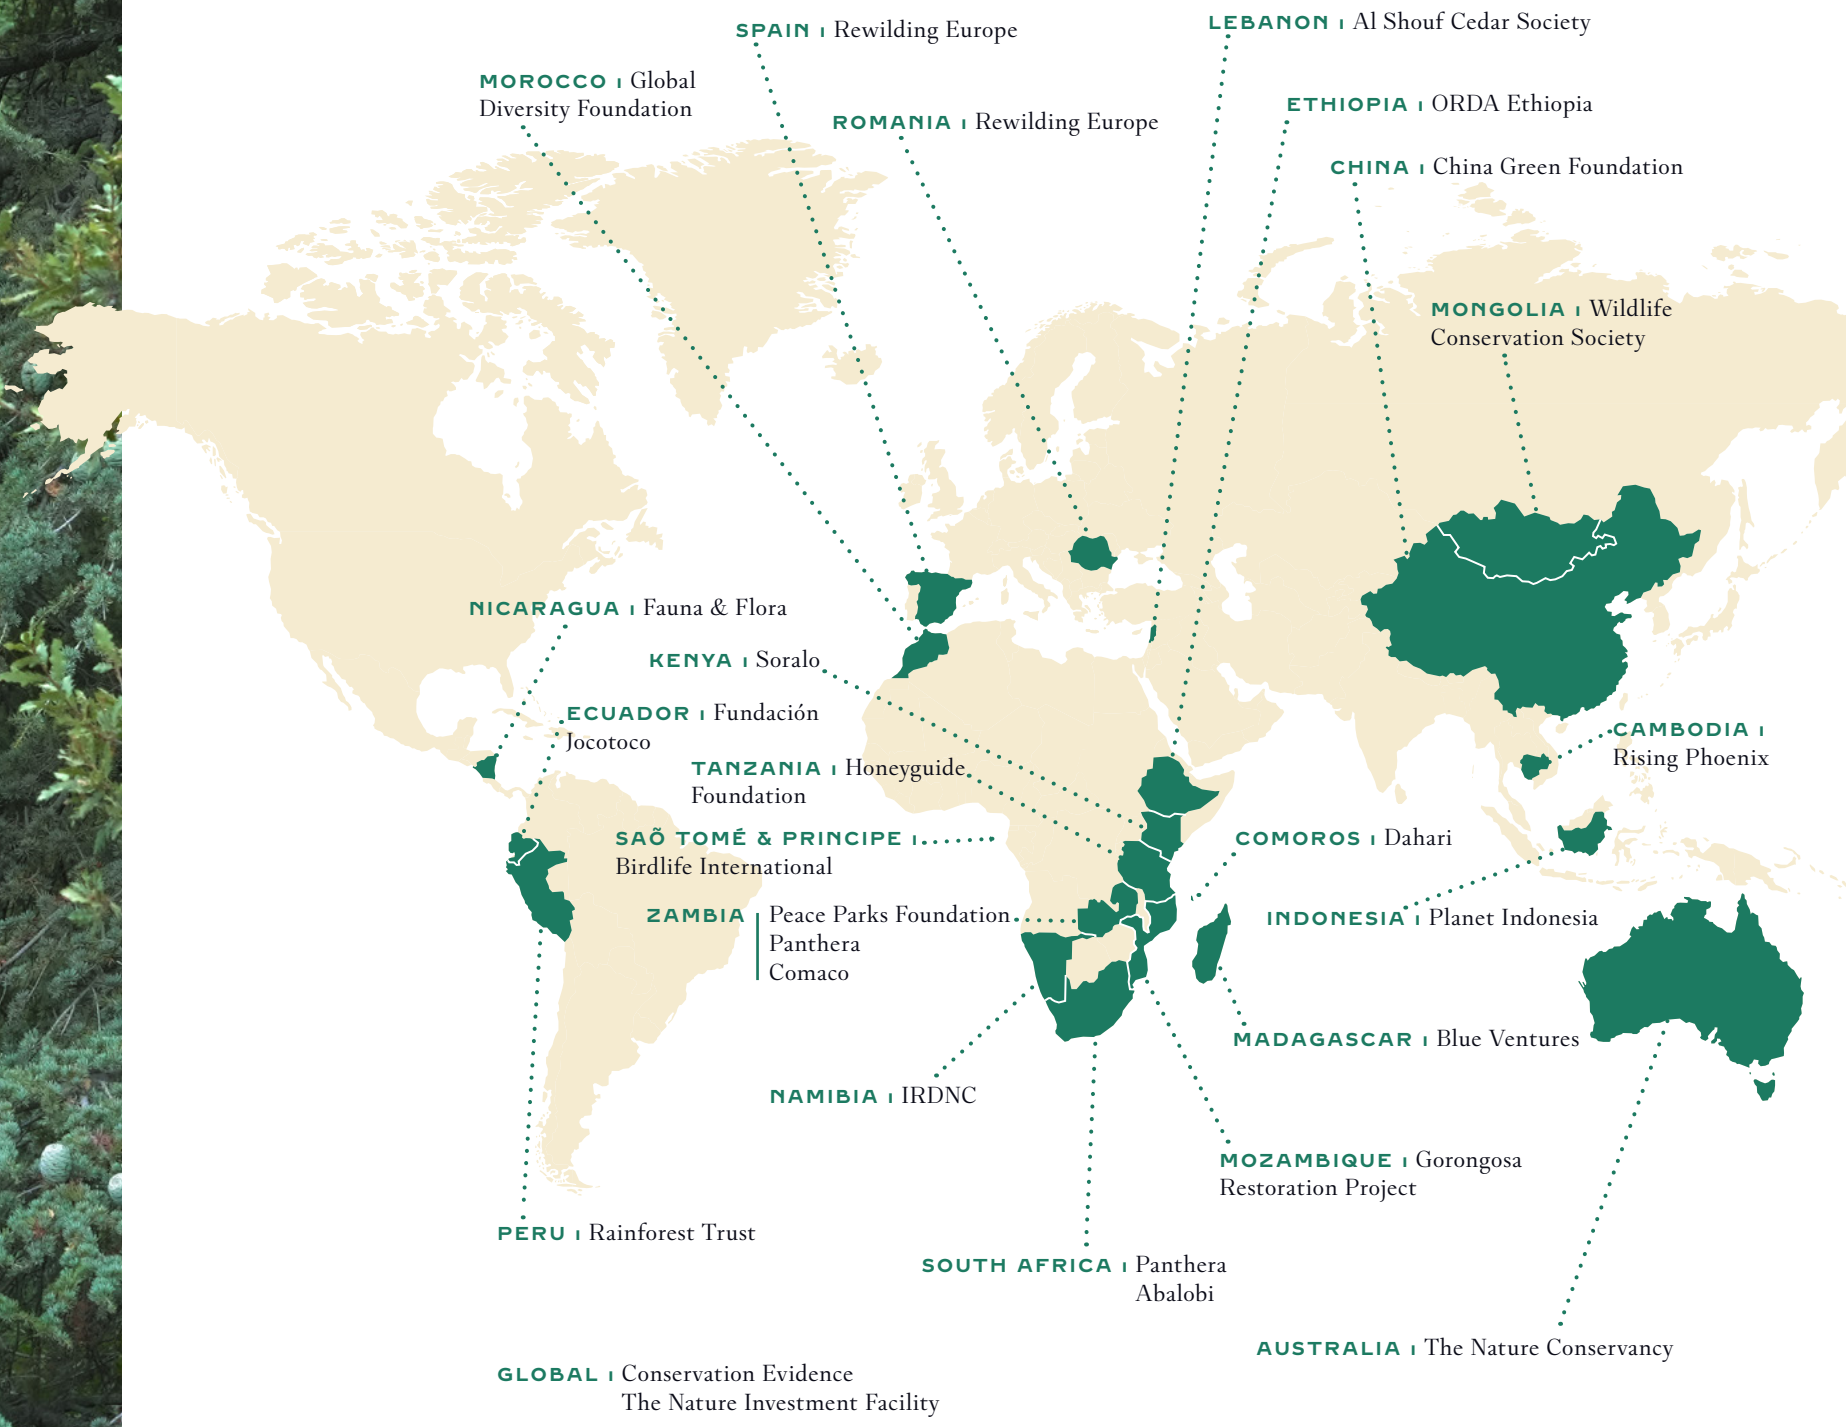 SPAIN ı Rewilding Europe
LEBANON ı Al Shouf Cedar Society
MOROCCO ı Global
Diversity Foundation
ETHIOPIA ı ORDA Ethiopia
ROMANIA ı Rewilding Europe
CHINA ı China Green Foundation
MONGOLIA ı Wildlife
Conservation Society
NICARAGUA ı Fauna & Flora
KENYA ı Soralo
ECUADOR ı Fundación
Jocotoco
CAMBODIA ı
Rising Phoenix
TANZANIA ı Honeyguide
Foundation
SAÕ TOMÉ & PRINCIPE ı
Birdlife International
COMOROS ı Dahari
ZAMBIA | Peace Parks Foundation
Panthera
Comaco
INDONESIA ı Planet Indonesia
MADAGASCAR ı Blue Ventures
NAMIBIA ı IRDNC
MOZAMBIQUE ı Gorongosa
Restoration Project
PERU ı Rainforest Trust
SOUTH AFRICA ı Panthera
Abalobi
AUSTRALIA ı The Nature Conservancy
GLOBAL ı Conservation Evidence
The Nature Investment Facility